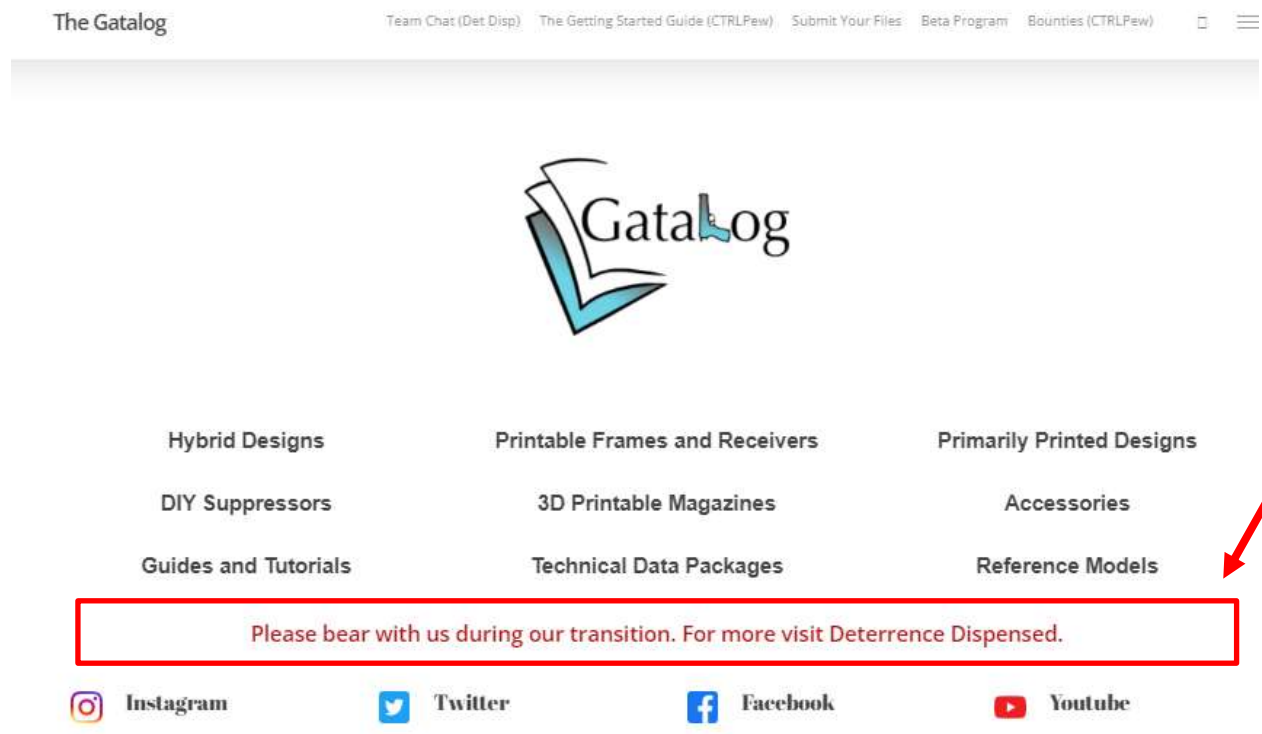 The Gatalog
Team Chat (Det Disp) The Getting Started Guide (CTRLPew) Submit Your Files Beta Program Bounties (CTRLPew)
GataLog
Hybrid Designs Printable Frames and Receivers Primarily Printed Designs
DIY Suppressors 3D Printable Magazines Accessories
Guides and Tutorials Technical Data Packages Reference Models
Please bear with us during our transition. For more visit Deterrence Dispensed.
Instagram Twitter Facebook Youtube